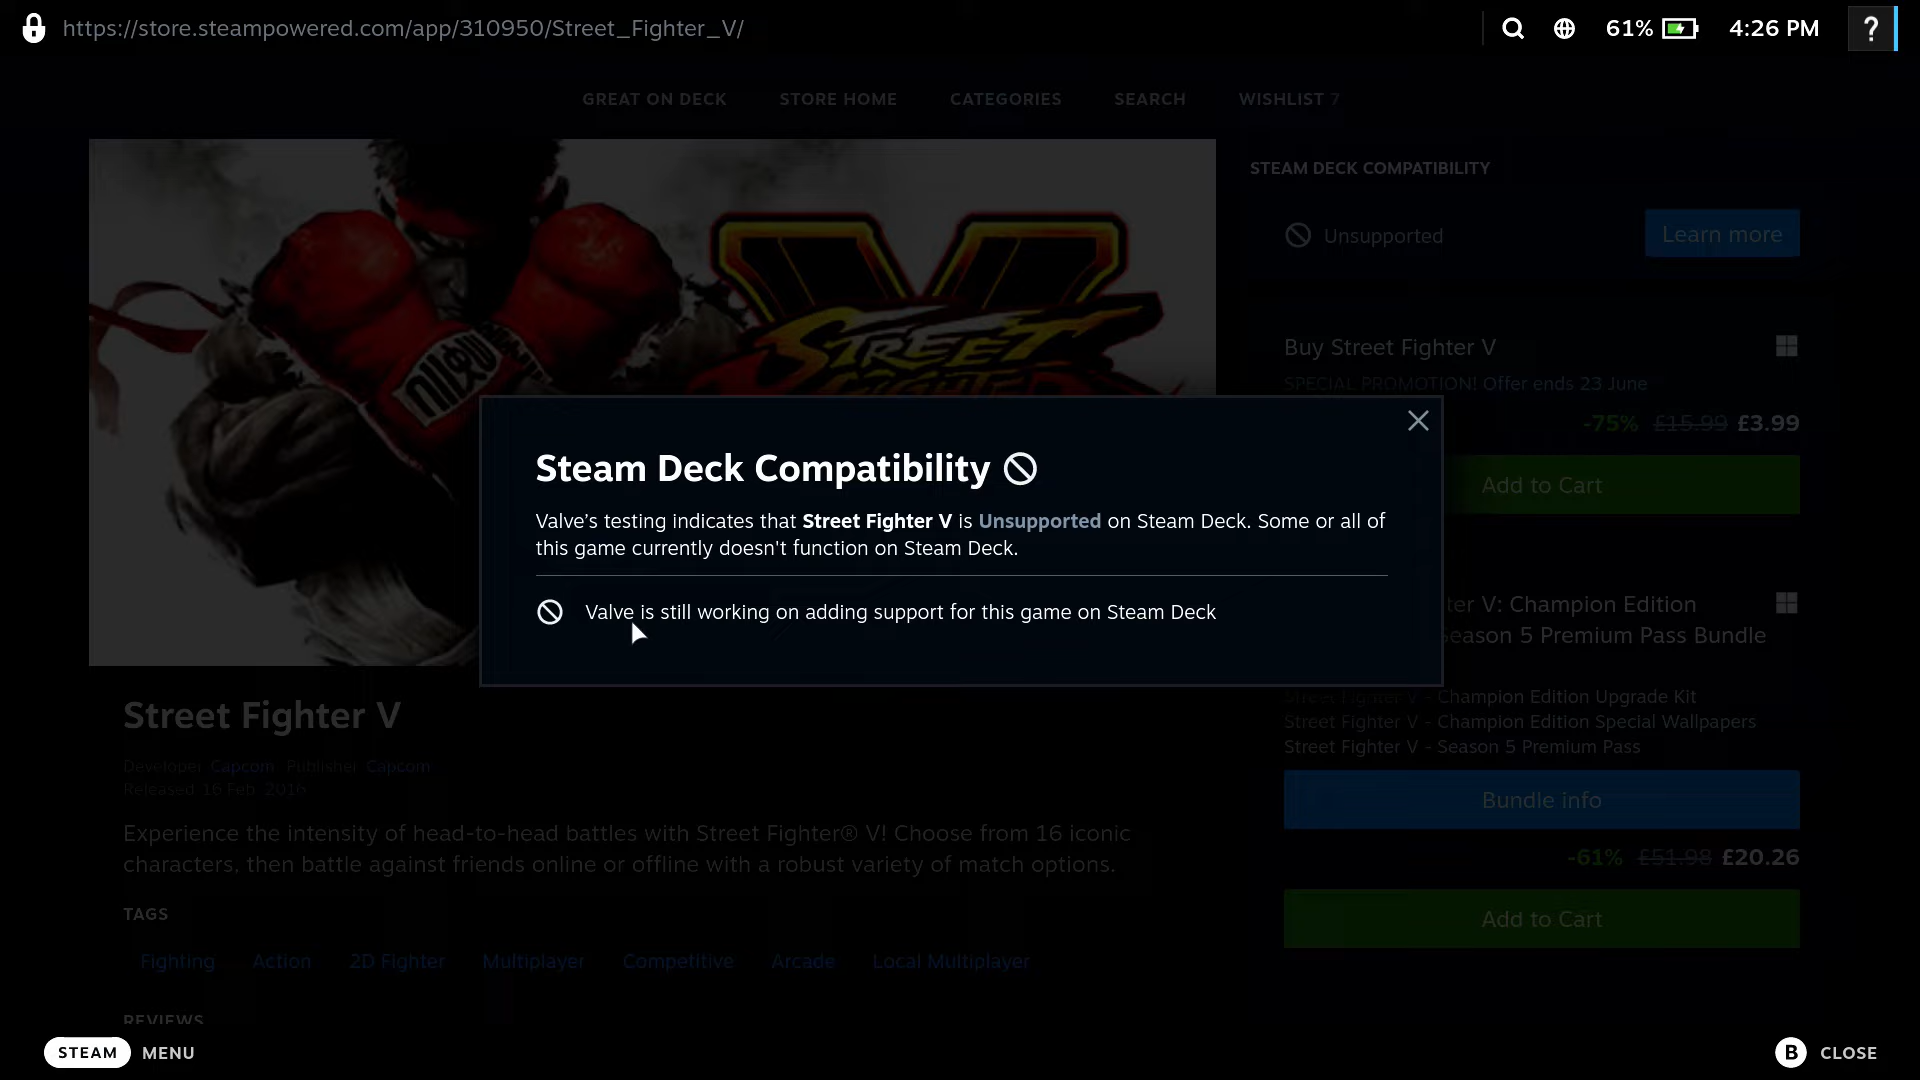 https://store.steampowered.com/app/310950/Street_Fighter_V/
61%
4:26 PM
?
GREAT ON DECK
STORE HOME
CATEGORIES
SEARCH
WISHLIST 7
STREET
FIGHTER
STEAM DECK COMPATIBILITY
Unsupported
Learn more
Buy Street Fighter V
SPECIAL PROMOTION! Offer ends 23 June
-75% £15.99 £3.99
Add to Cart
Steam Deck Compatibility
Valve's testing indicates that Street Fighter V is Unsupported on Steam Deck. Some or all of
this game currently doesn't function on Steam Deck.
Valve is still working on adding support for this game on Steam Deck
V: Champion Edition
Season 5 Premium Pass Bundle
Street Fighter V - Champion Edition Upgrade Kit
Street Fighter V - Champion Edition Special Wallpapers
Street Fighter V - Season 5 Premium Pass
Bundle info
-61% £51.98 £20.26
Add to Cart
Street Fighter V
Developer Capcom Publisher Capcom
Released 16 Feb, 2016
Experience the intensity of head-to-head battles with Street Fighter® V! Choose from 16 iconic
characters, then battle against friends online or offline with a robust variety of match options.
TAGS
Fighting
Action
2D Fighter
Multiplayer
Competitive
Arcade
Local Multiplayer
REVIEWS
STEAM MENU
B CLOSE